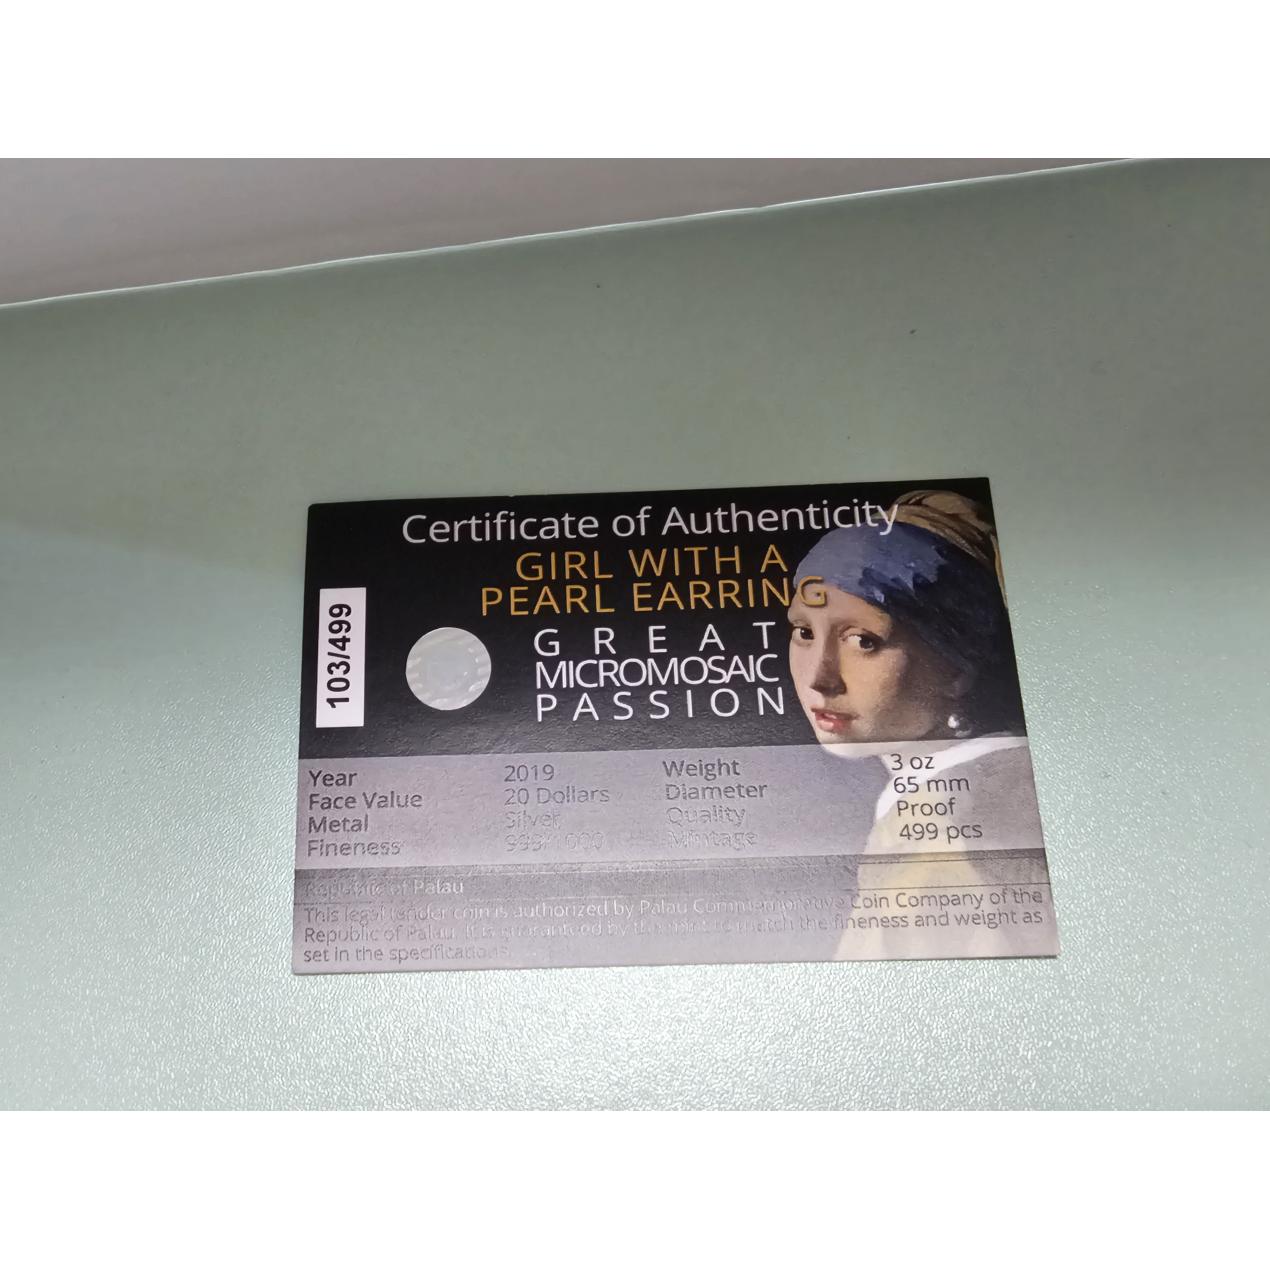 Certificate of Authenticity
GIRL WITH A
PEARL EARRING
103/499
GREAT
MICROMOSAIC
PASSION
Year 2019 Weight 3 oz
Face Value 20 Dollars Diameter 65 mm
Metal Silver Quality Proof
Fineness 999/1000 Mintage 499 pcs
Republic of Palau
This legal tender coin is authorized by Palau Commemorative Coin Company of the
Republic of Palau. It is guaranteed by the mint to match the fineness and weight as
set in the specifications.